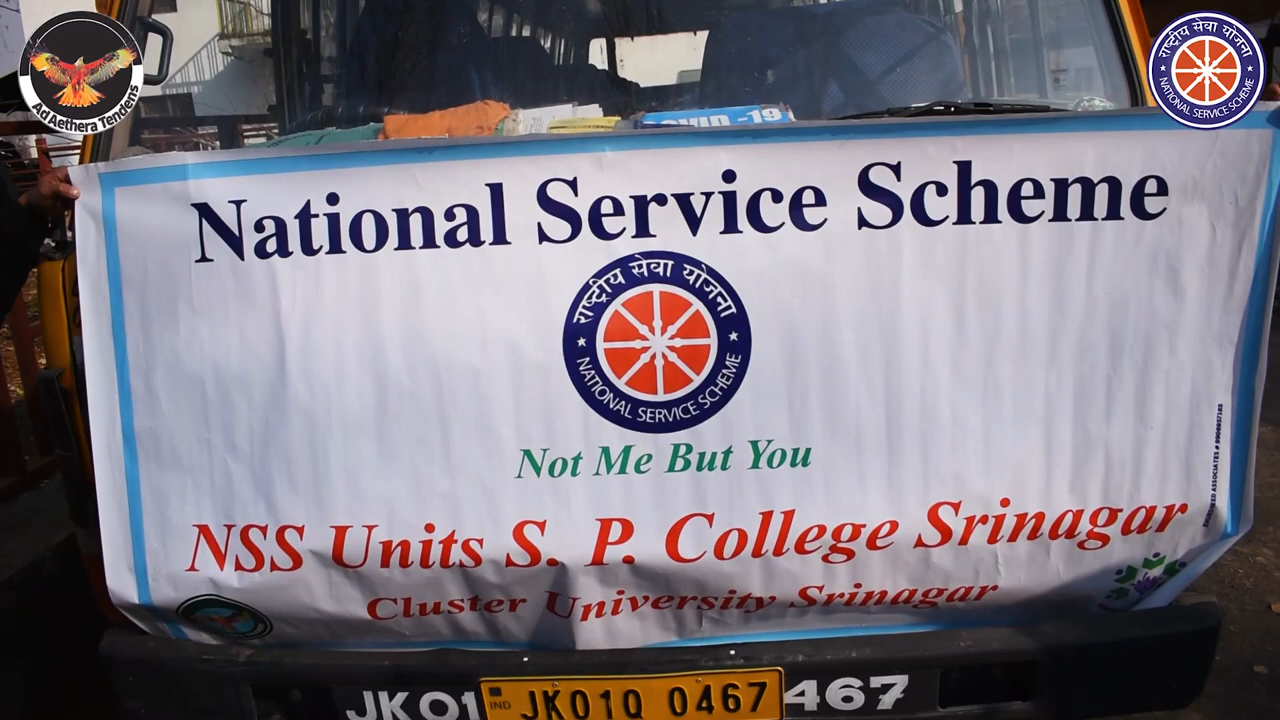 Ad Aethera Tendens
राष्ट्रीय सेवा योजना
NATIONAL SERVICE SCHEME
COVID -19
National Service Scheme
राष्ट्रीय सेवा योजना
NATIONAL SERVICE SCHEME
Not Me But You
NSS Units S. P. College Srinagar
Cluster University Srinagar
JK01
IND
JK01Q 0467
467